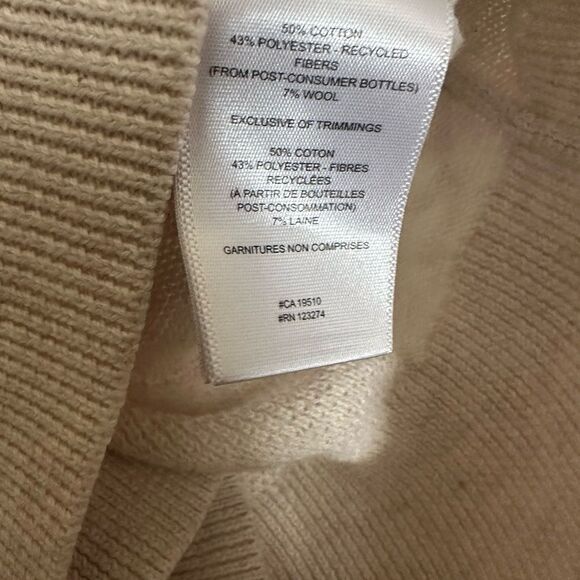 50% COTTON
43% POLYESTER - RECYCLED
FIBERS
(FROM POST-CONSUMER BOTTLES)
7% WOOL
EXCLUSIVE OF TRIMMINGS
50% COTON
43% POLYESTER - FIBRES
RECYCLÉES
(À PARTIR DE BOUTEILLES
POST-CONSOMMATION)
7% LAINE
GARNITURES NON COMPRISES
#CA 19510
#RN 123274